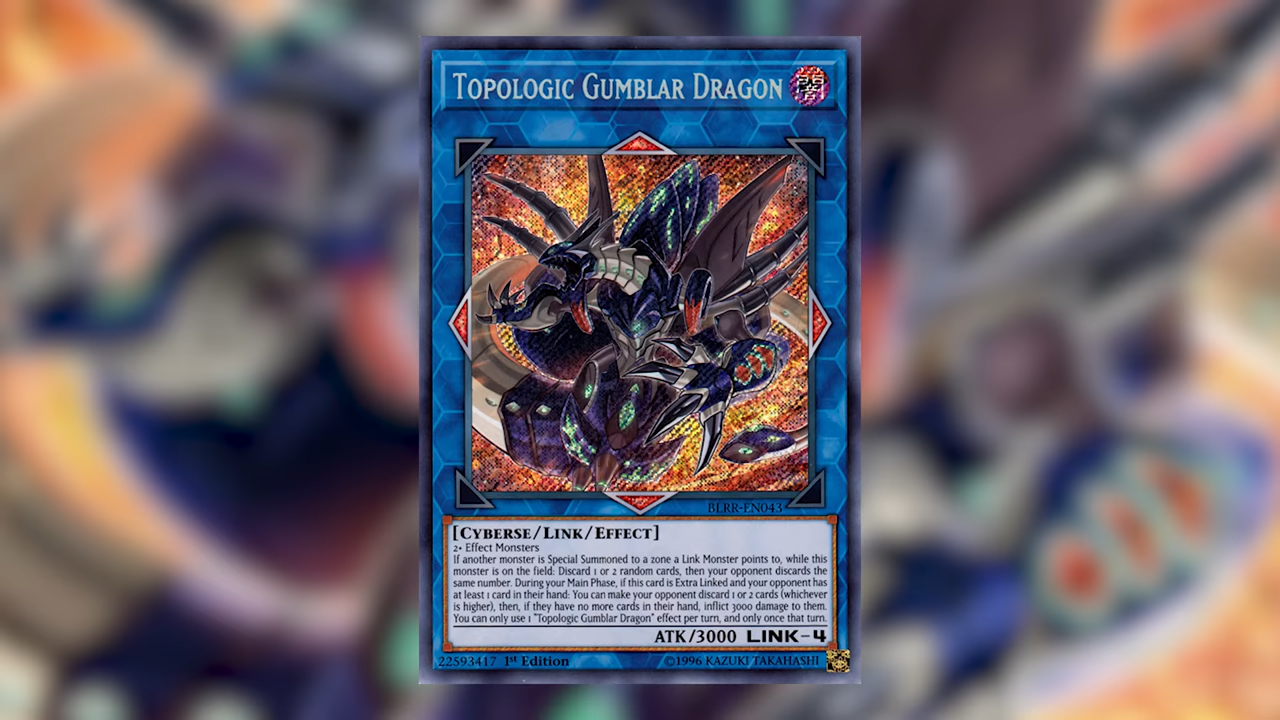 TOPOLOGIC GUMBLAR DRAGON
闇
BLRR-EN043
[CYBERSE/LINK/EFFECT]
2+ Effect Monsters
If another monster is Special Summoned to a zone a Link Monster points to, while this
monster is on the field: Discard 1 or 2 random cards, then your opponent discards the
same number. During your Main Phase, if this card is Extra Linked and your opponent has
at least 1 card in their hand: You can make your opponent discard 1 or 2 cards (whichever
is higher), then, if they have no more cards in their hand, inflict 3000 damage to them.
You can only use 1 "Topologic Gumblar Dragon" effect per turn, and only once that turn.
ATK/3000 LINK-4
22593417 1st Edition ©1996 KAZUKI TAKAHASHI